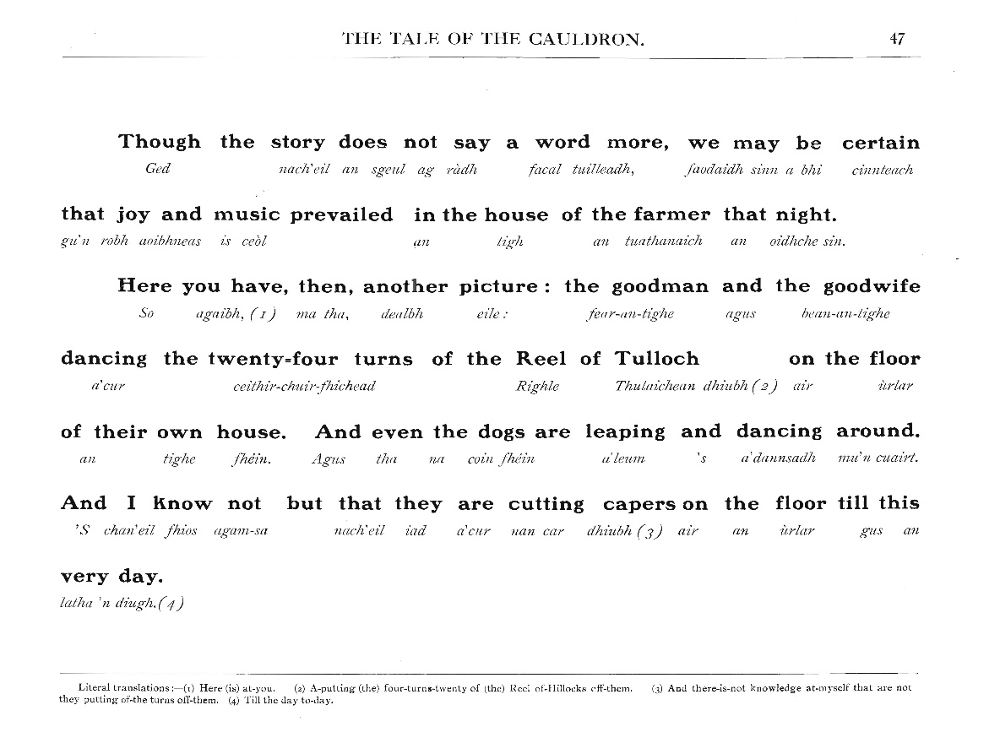 THE TALE OF THE CAULDRON. 47
Though the story does not say a word more, we may be certain
Ged nach'eil an sgeul ag ràdh facal tuilleadh, faodaidh sinn a bhi cinnteach
that joy and music prevailed in the house of the farmer that night.
gu'n robh aoibhneas is ceòl an tigh an tuathanaich an oidhche sin.
Here you have, then, another picture: the goodman and the goodwife
So agaibh, (1) ma tha, dealbh eile: fear-an-tighe agus bean-an-tighe
dancing the twenty-four turns of the Reel of Tulloch on the floor
a'cur ceithir-chuir-fhichead Righle Thulaichean dhiubh (2) air ùrlar
of their own house. And even the dogs are leaping and dancing around.
an tighe fhéin. Agus tha na coin fhéin a'leum 's a'dannsadh mu'n cuairt.
And I know not but that they are cutting capers on the floor till this
'S chan'eil fhios agam-sa nach'eil iad a'cur nan car dhiubh (3) air an ùrlar gus an
very day.
latha 'n diugh.(4)
Literal translations:—(1) Here (is) at-you. (2) A-putting (the) four-turns-twenty of (the) Reel of-Hillocks off-them. (3) And there-is-not knowledge at-myself that are not
they putting of-the turns off-them. (4) Till the day to-day.